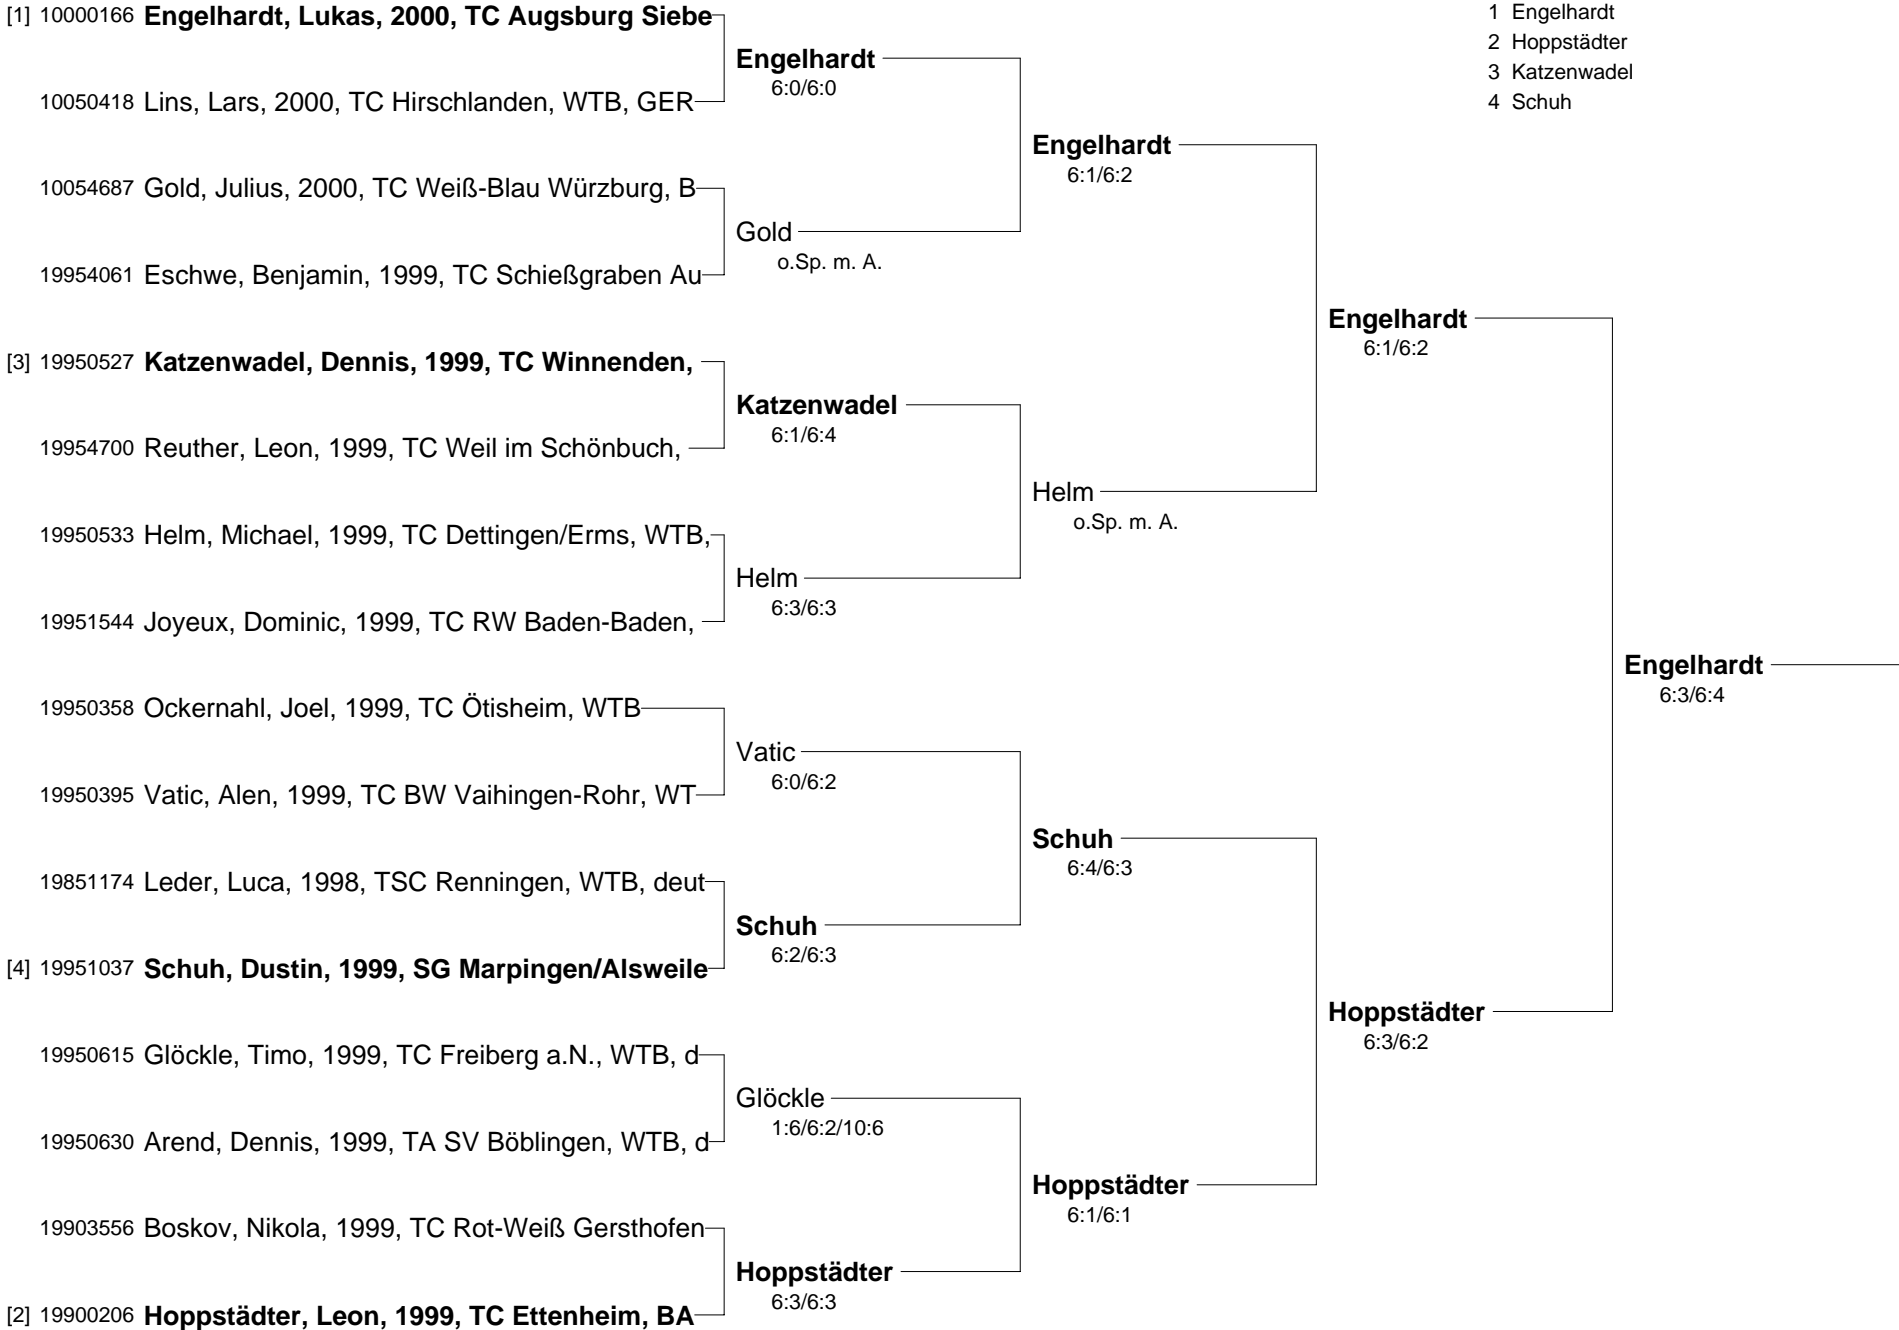 [1] 10000166 Engelhardt, Lukas, 2000, TC Augsburg Siebe
10050418 Lins, Lars, 2000, TC Hirschlanden, WTB, GER
10054687 Gold, Julius, 2000, TC Weiß-Blau Würzburg, B
19954061 Eschwe, Benjamin, 1999, TC Schießgraben Au
[3] 19950527 Katzenwadel, Dennis, 1999, TC Winnenden,
19954700 Reuther, Leon, 1999, TC Weil im Schönbuch,
19950533 Helm, Michael, 1999, TC Dettingen/Erms, WTB,
19951544 Joyeux, Dominic, 1999, TC RW Baden-Baden,
19950358 Ockernahl, Joel, 1999, TC Ötisheim, WTB
19950395 Vatic, Alen, 1999, TC BW Vaihingen-Rohr, WT
19851174 Leder, Luca, 1998, TSC Renningen, WTB, deut
[4] 19951037 Schuh, Dustin, 1999, SG Marpingen/Alsweile
19950615 Glöckle, Timo, 1999, TC Freiberg a.N., WTB, d
19950630 Arend, Dennis, 1999, TA SV Böblingen, WTB, d
19903556 Boskov, Nikola, 1999, TC Rot-Weiß Gersthofen
[2] 19900206 Hoppstädter, Leon, 1999, TC Ettenheim, BA
Engelhardt
6:0/6:0
Gold
o.Sp. m. A.
Katzenwadel
6:1/6:4
Helm
6:3/6:3
Vatic
6:0/6:2
Schuh
6:2/6:3
Glöckle
1:6/6:2/10:6
Hoppstädter
6:3/6:3
Engelhardt
6:1/6:2
Helm
o.Sp. m. A.
Schuh
6:4/6:3
Hoppstädter
6:1/6:1
Engelhardt
6:1/6:2
Hoppstädter
6:3/6:2
Engelhardt
6:3/6:4
1 Engelhardt
2 Hoppstädter
3 Katzenwadel
4 Schuh